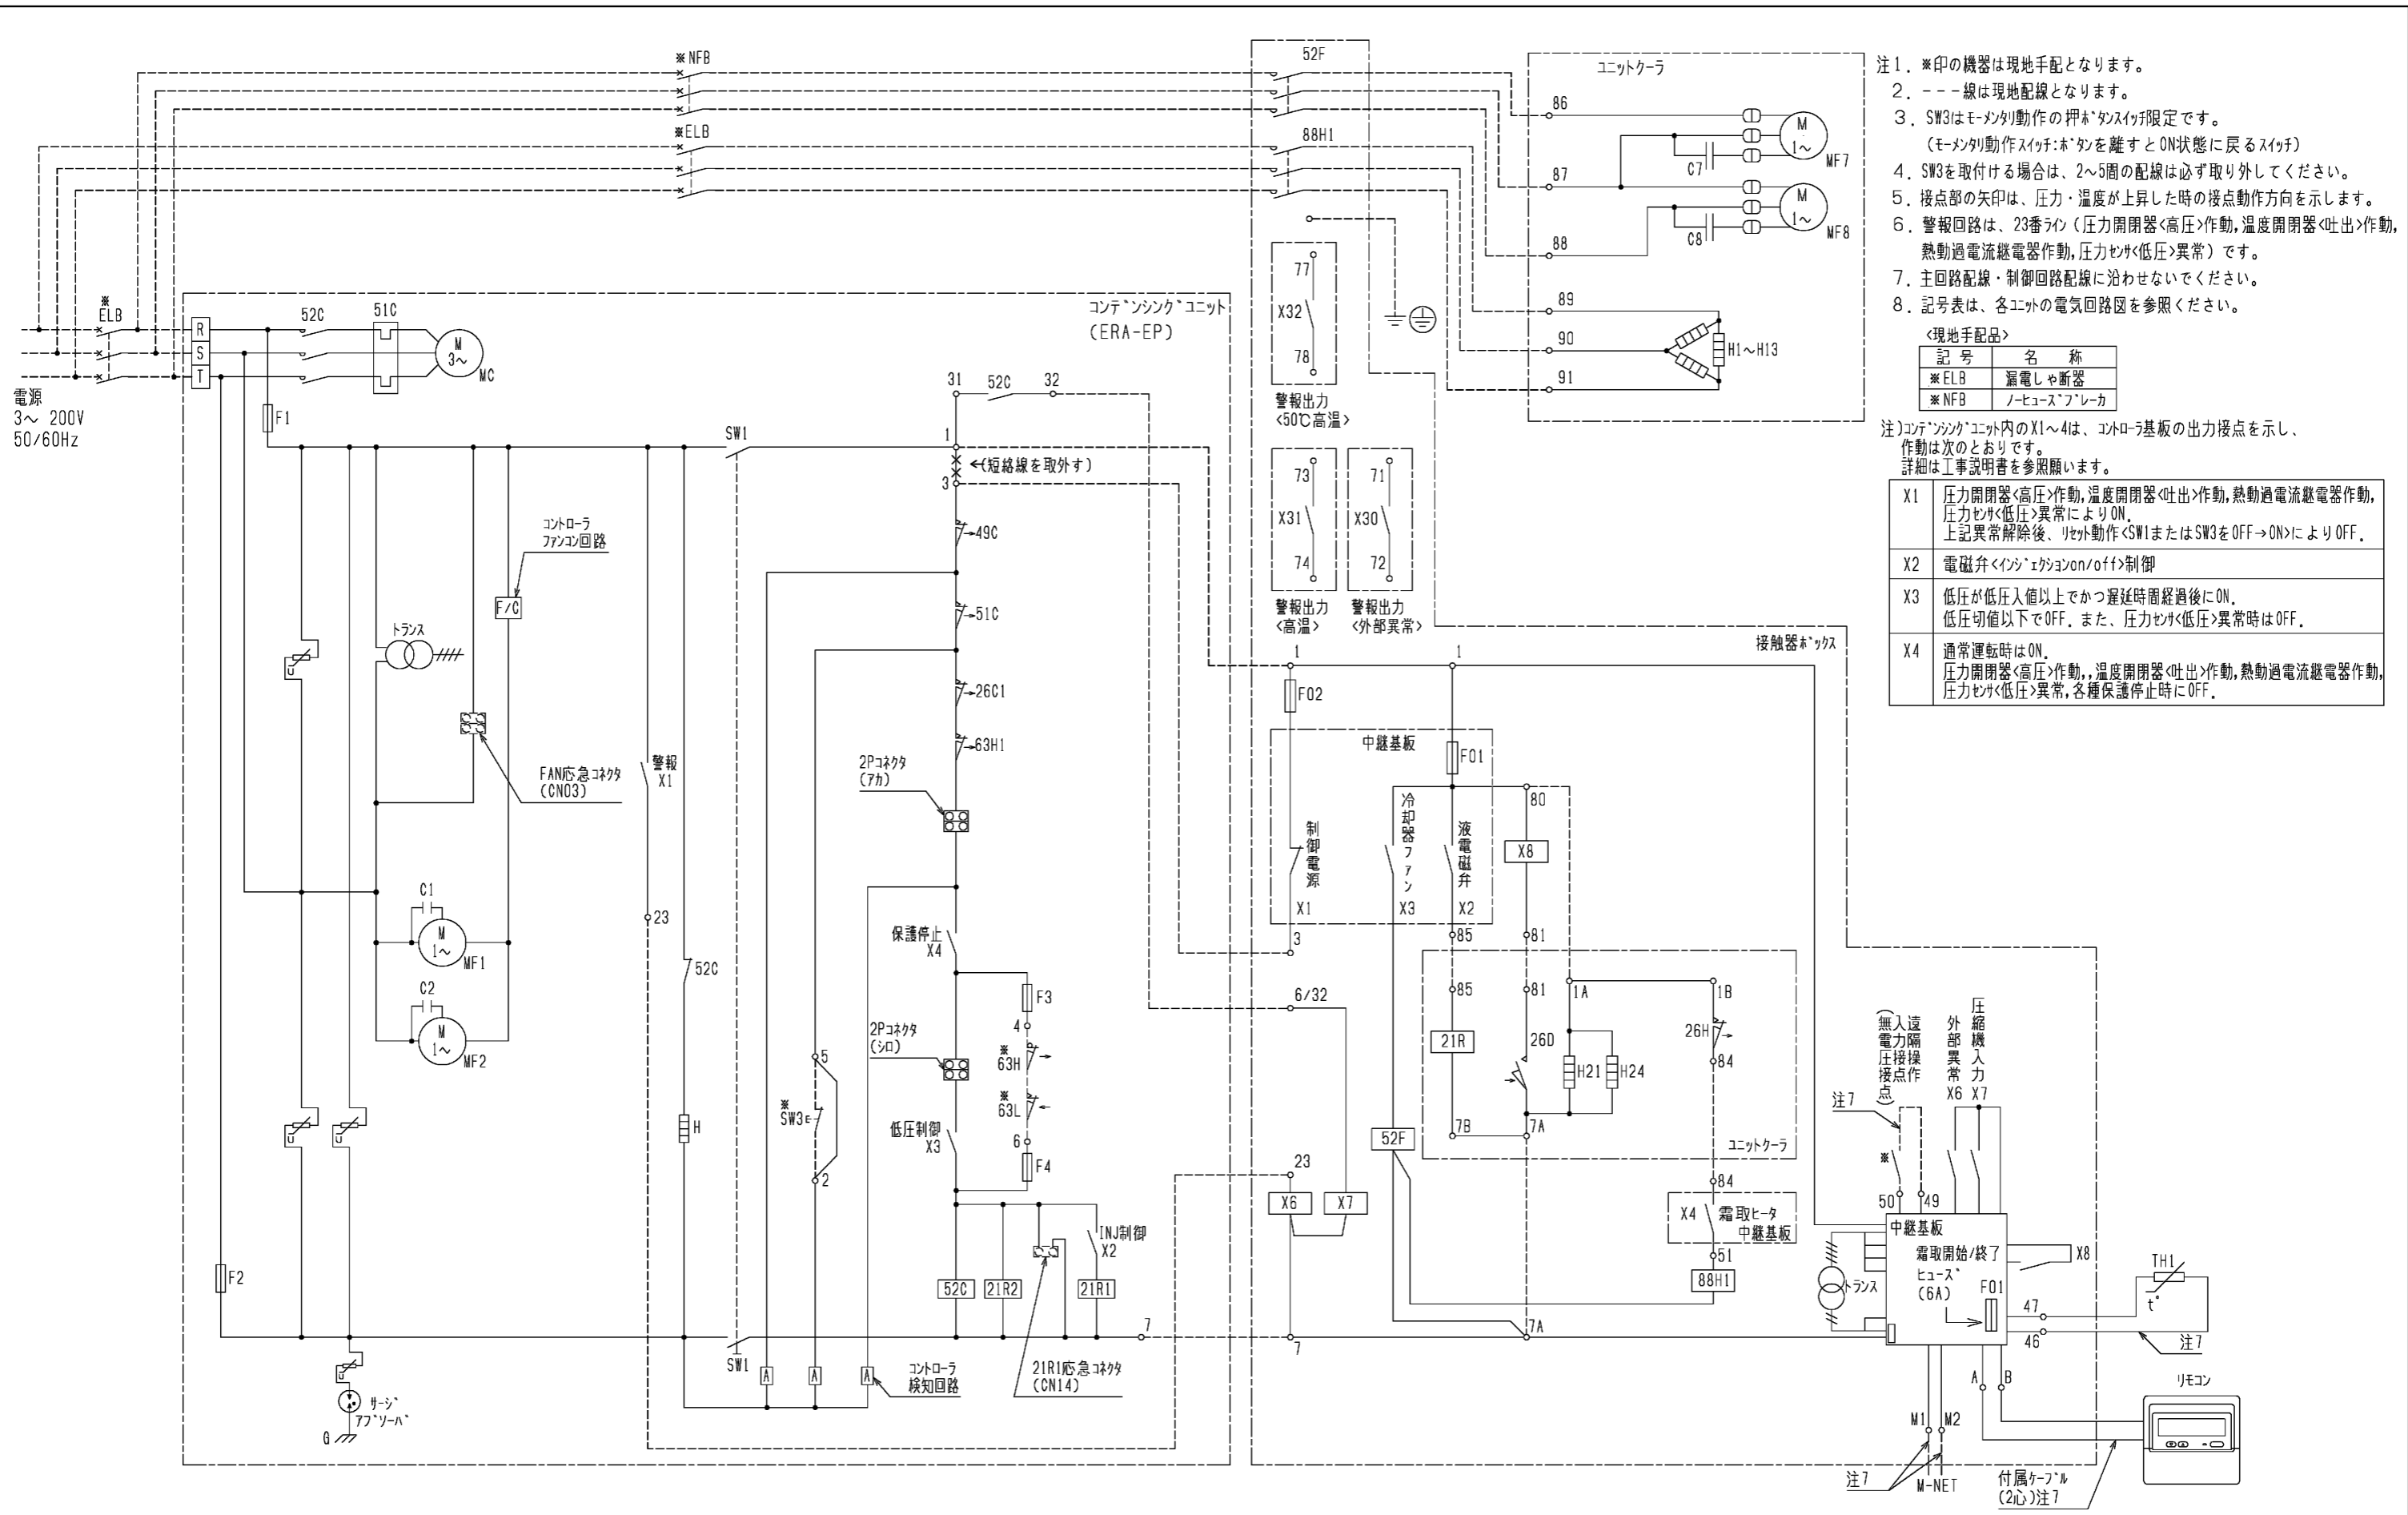 ※NFB
※ELB
52F
88H1
ユニットクーラ
86
87
88
89
90
91
M
1~
MF7
C7
M
1~
MF8
C8
H1~H13
注1. ※印の機器は現地手配となります。
2. ---線は現地配線となります。
3. SW3はモーメンタリ動作の押ボタンスイッチ限定です。
(モーメンタリ動作スイッチ:ボタンを離すとON状態に戻るスイッチ)
4. SW3を取付ける場合は、2~5間の配線は必ず取り外してください。
5. 接点部の矢印は、圧力・温度が上昇した時の接点動作方向を示します。
6. 警報回路は、23番ライン(圧力開閉器<高圧>作動,温度開閉器<吐出>作動,
熱動過電流継電器作動,圧力センサ<低圧>異常)です。
7. 主回路配線・制御回路配線に沿わせないでください。
8. 記号表は、各ユニットの電気回路図を参照ください。
<現地手配品>
記号 名称
※ELB 漏電しゃ断器
※NFB ノーヒューズブレーカ
注)コンデンシングユニット内のX1~4は、コントローラ基板の出力接点を示し、
作動は次のとおりです。
詳細は工事説明書を参照願います。
X1 圧力開閉器<高圧>作動,温度開閉器<吐出>作動,熱動過電流継電器作動,
圧力センサ<低圧>異常によりON.
上記異常解除後、リセット動作<SW1またはSW3をOFF→ON>によりOFF.
X2 電磁弁<インジェクションon/off>制御
X3 低圧が低圧入値以上でかつ遅延時間経過後にON.
低圧切値以下でOFF. また、圧力センサ<低圧>異常時はOFF.
X4 通常運転時はON.
圧力開閉器<高圧>作動,,温度開閉器<吐出>作動,熱動過電流継電器作動,
圧力センサ<低圧>異常,各種保護停止時にOFF.
電源
3~ 200V
50/60Hz
※
ELB
R
S
T
52C
51C
M
3~
MC
コンデンシングユニット
(ERA-EP)
F1
SW1
31
52C
32
1
←(短絡線を取外す)
3
49C
51C
26C1
63H1
コントローラ
ファンコン回路
F/C
トランス
FAN応急コネクタ
(CN03)
警報
X1
23
52C
H
C1
M
1~
MF1
C2
M
1~
MF2
F2
サージ
アブソーバ
G
2Pコネクタ
(アカ)
保護停止
X4
F3
4
※
63H
※
63L
6
F4
2Pコネクタ
(シロ)
低圧制御
X3
5
※
SW3
2
52C
21R2
INJ制御
X2
21R1
7
SW1
A
A
A
コントローラ
検知回路
21R1応急コネクタ
(CN14)
77
X32
78
警報出力
<50℃高温>
73
X31
74
警報出力
<高温>
71
X30
72
警報出力
<外部異常>
接触器ボックス
1
1
F02
中継基板
F01
制御電源
X1
冷却器ファン
X3
液電磁弁
X2
80
X8
3
85
81
6/32
85
81
1A
1B
21R
26D
H21
H24
26H
84
7B
7A
ユニットクーラ
52F
23
X6
X7
84
X4
霜取ヒータ
中継基板
51
88H1
7A
7
遠隔操作
入力接点
(無電圧接点)
外部異常
X6
圧縮機入力
X7
注7
※
50
49
中継基板
霜取開始/終了
X8
ヒューズ
(6A)
F01
トランス
TH1
t°
47
46
注7
A
B
リモコン
M1
M2
注7
M-NET
付属ケーブル
(2心)注7